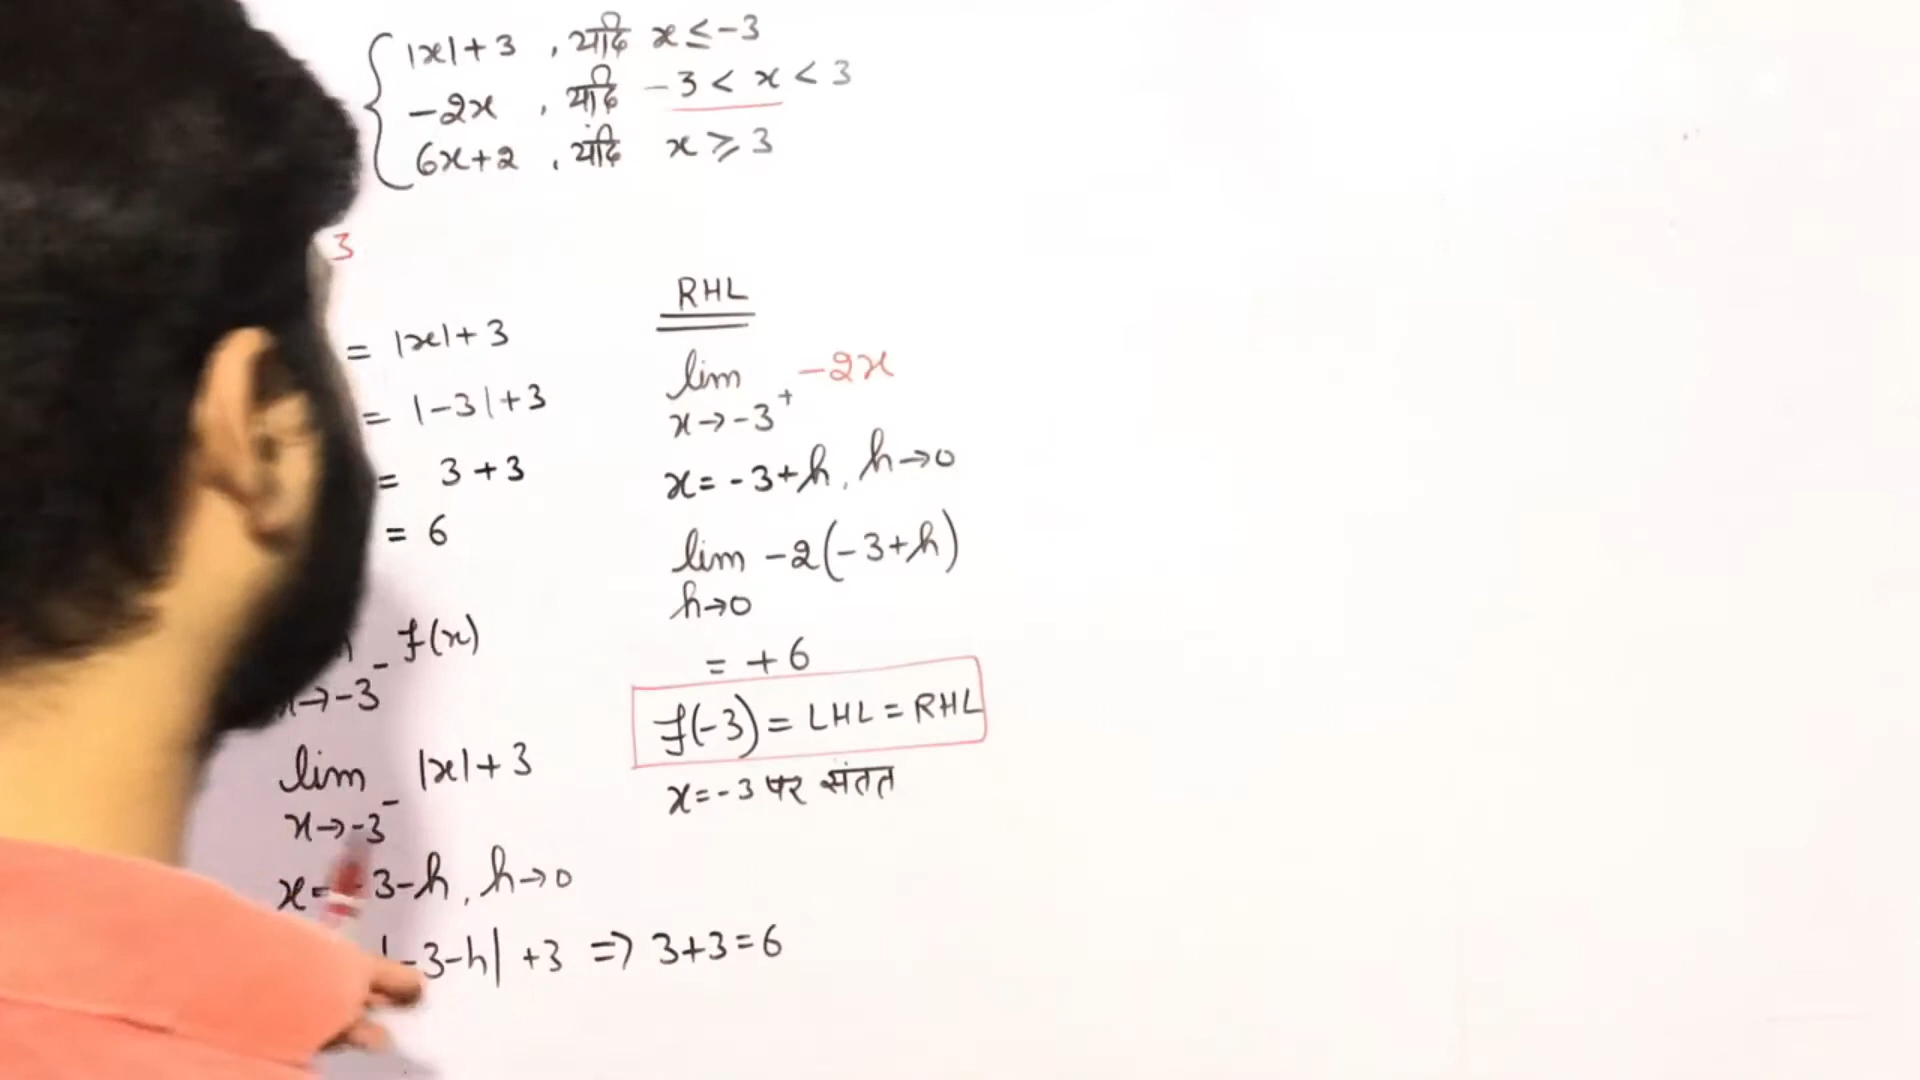 |x|+3 , यदि x ≤ -3
-2x , यदि -3 < x < 3
6x+2 , यदि x ≥ 3
3
= |x|+3
= |-3|+3
= 3+3
= 6
f(x)
x→-3⁻
lim |x|+3
x→-3⁻
x=-3-h, h→0
|-3-h| +3 => 3+3=6
RHL
lim -2x
x→-3⁺
x=-3+h, h→0
lim -2(-3+h)
h→0
= +6
f(-3) = LHL = RHL
x=-3 पर संतत